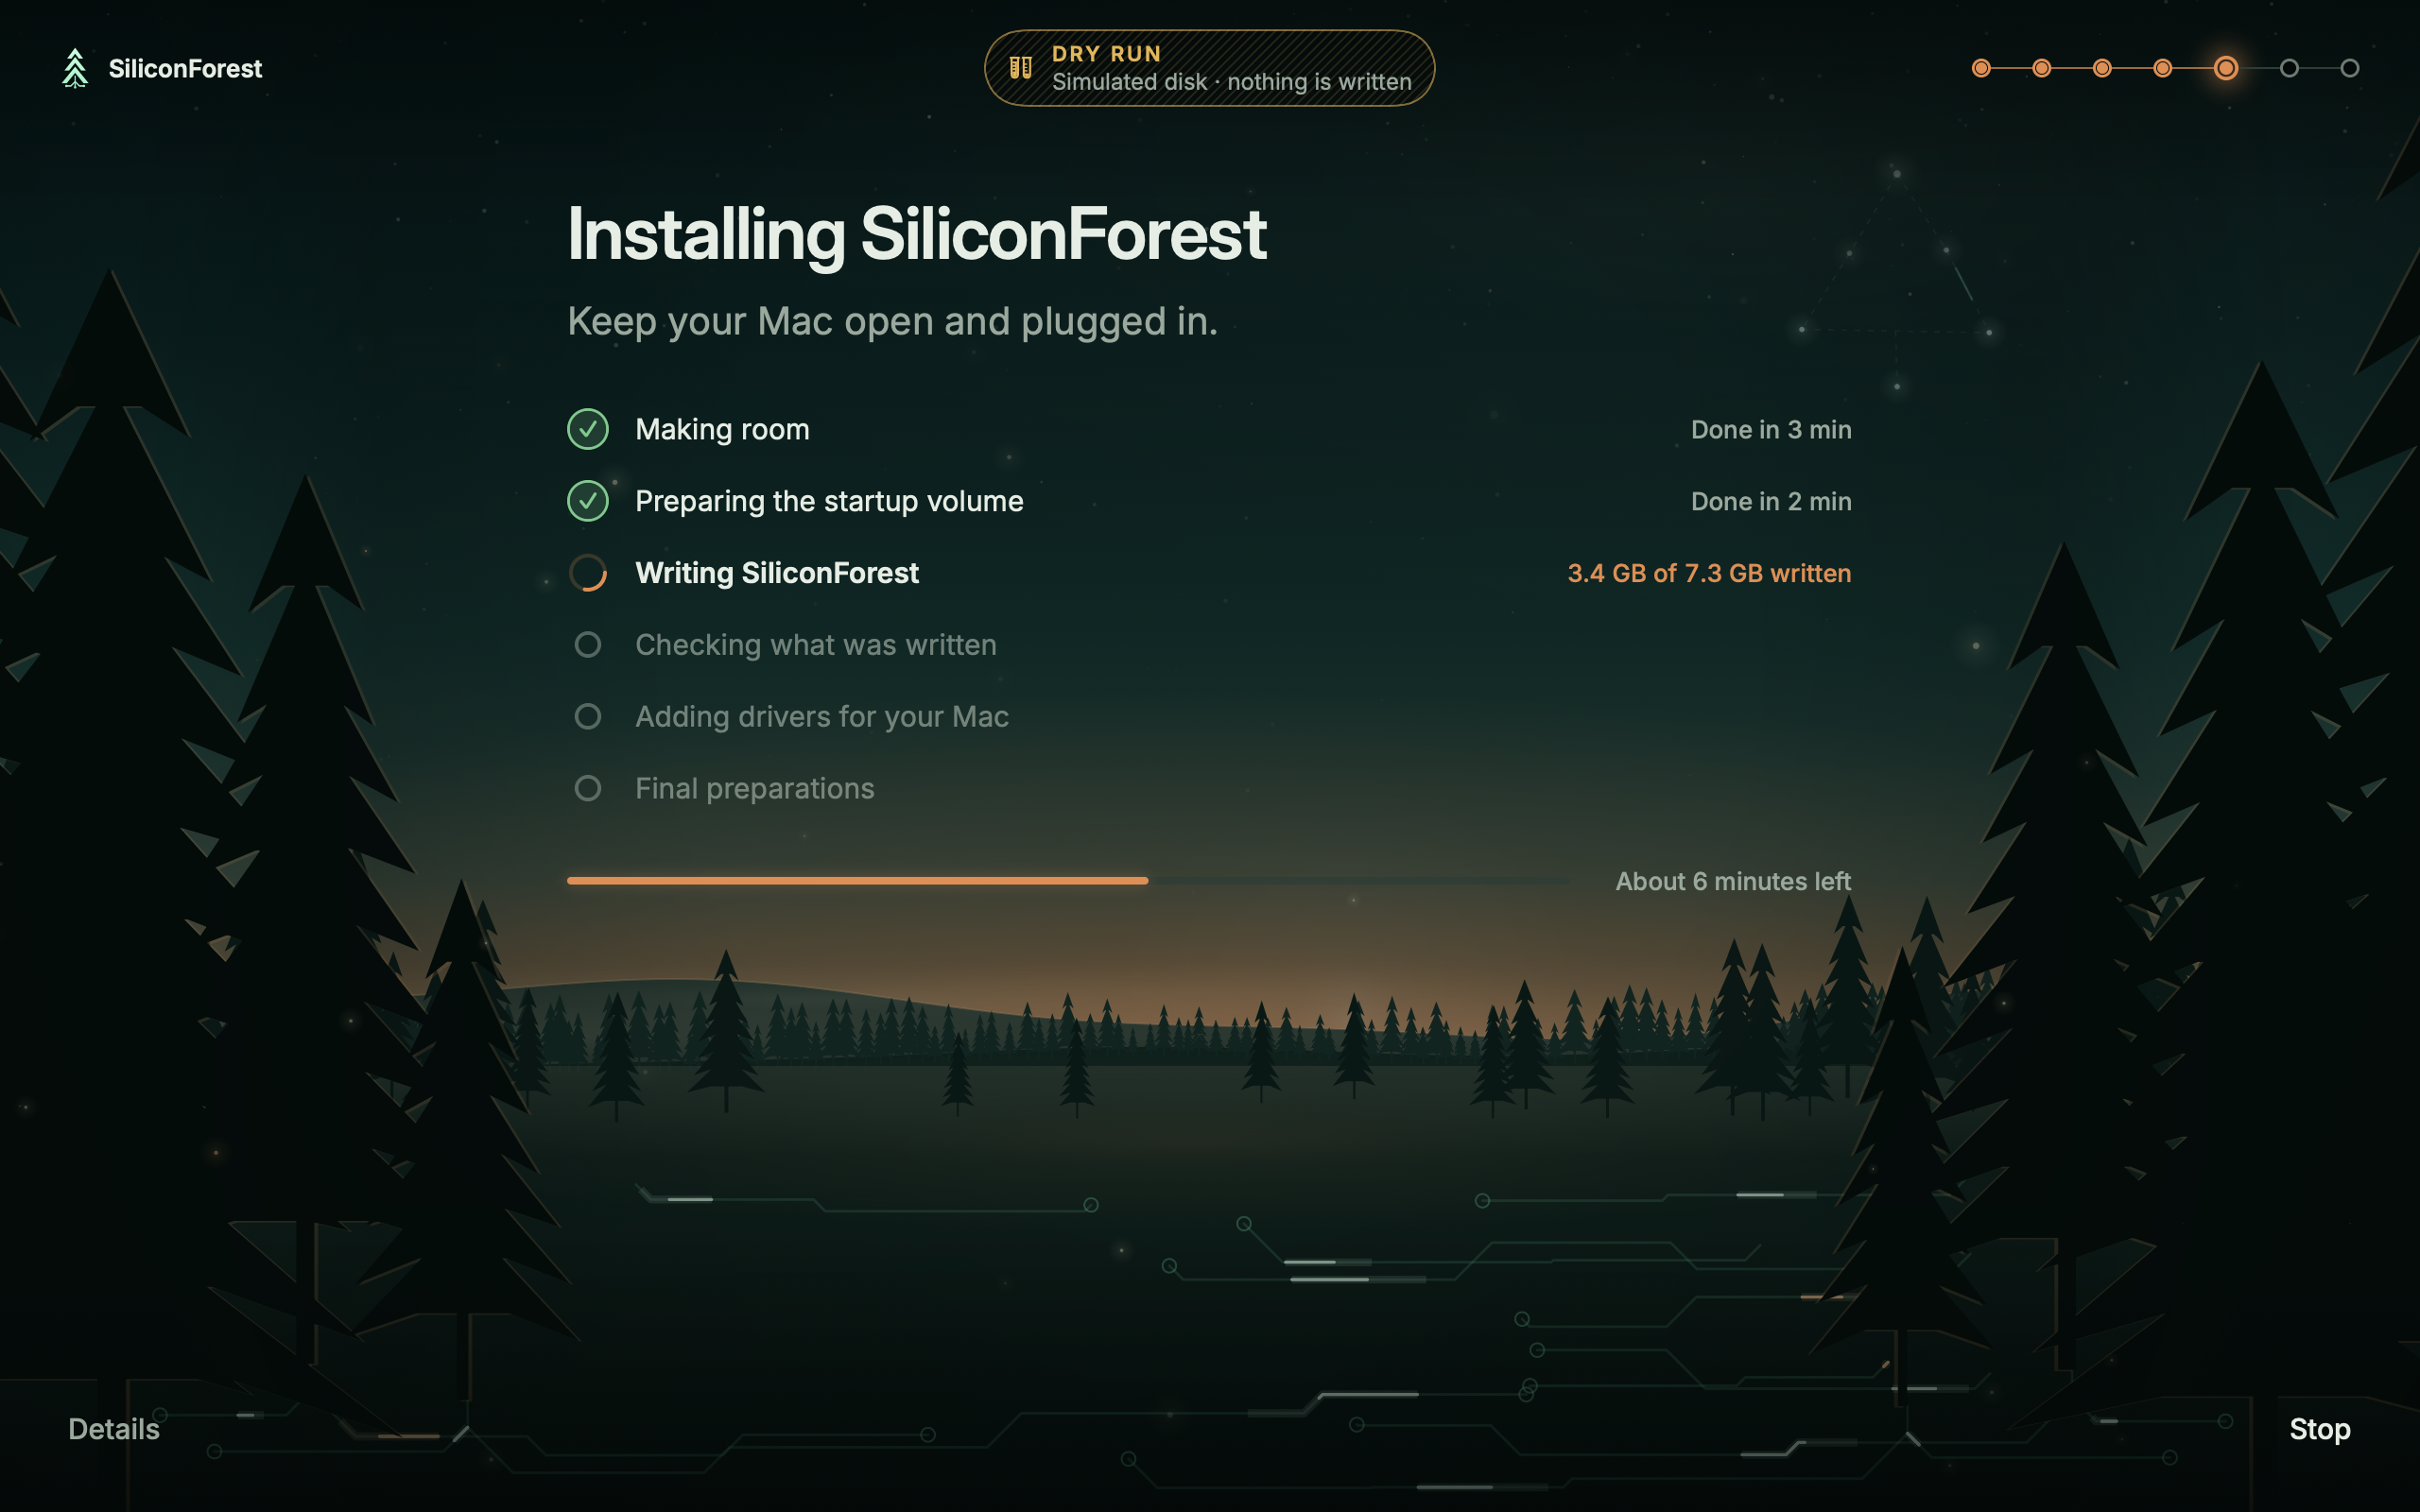 SiliconForest
DRY RUN
Simulated disk · nothing is written
Installing SiliconForest
Keep your Mac open and plugged in.
Making room
Done in 3 min
Preparing the startup volume
Done in 2 min
Writing SiliconForest
3.4 GB of 7.3 GB written
Checking what was written
Adding drivers for your Mac
Final preparations
About 6 minutes left
Details
Stop